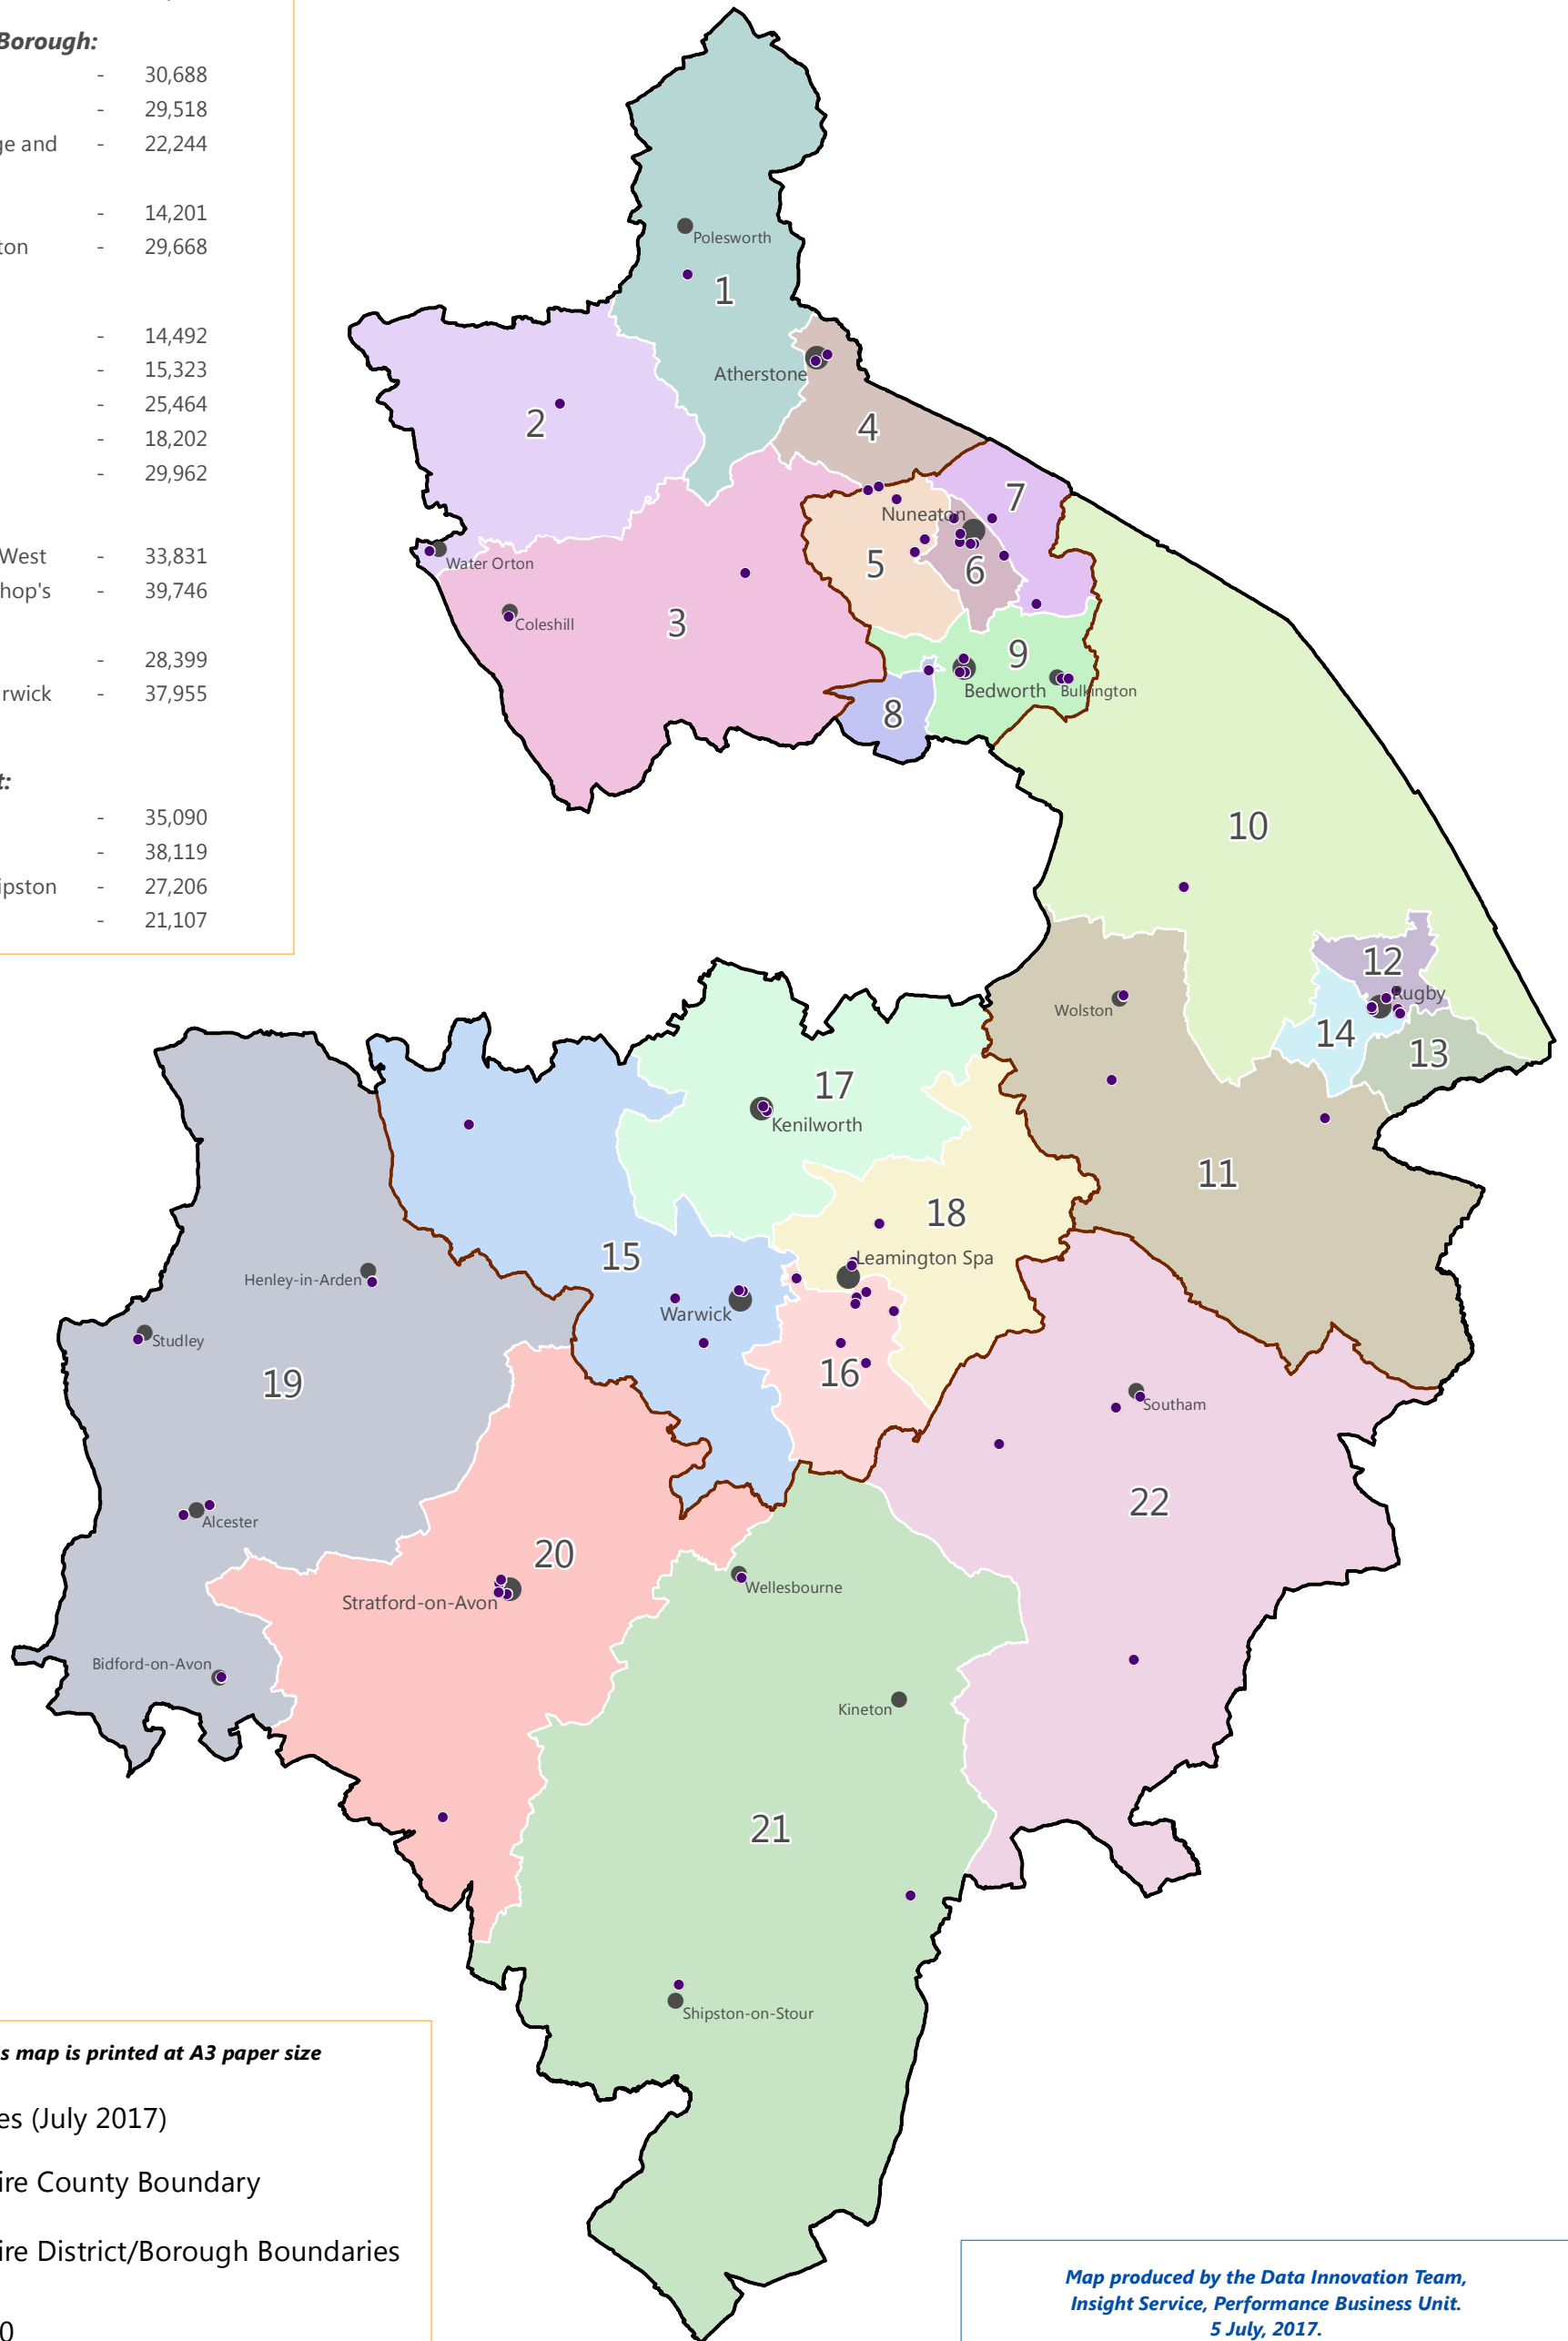 Borough:
- 30,688
- 29,518
ge and - 22,244
- 14,201
ton - 29,668
- 14,492
- 15,323
- 25,464
- 18,202
- 29,962
West - 33,831
hop's - 39,746
- 28,399
rwick - 37,955
t:
- 35,090
- 38,119
ipston - 27,206
- 21,107
Polesworth
1
Atherstone
2
4
7
Nuneaton
5
6
Water Orton
3
Coleshill
9
Bedworth
Bulkington
8
10
12
Rugby
Wolston
14
13
17
Kenilworth
11
18
15
Leamington Spa
Henley-in-Arden
Warwick
Studley
16
19
Southam
22
Alcester
20
Wellesbourne
Stratford-on-Avon
Bidford-on-Avon
Kineton
21
Shipston-on-Stour
s map is printed at A3 paper size
es (July 2017)
ire County Boundary
ire District/Borough Boundaries
0
Map produced by the Data Innovation Team,
Insight Service, Performance Business Unit.
5 July, 2017.